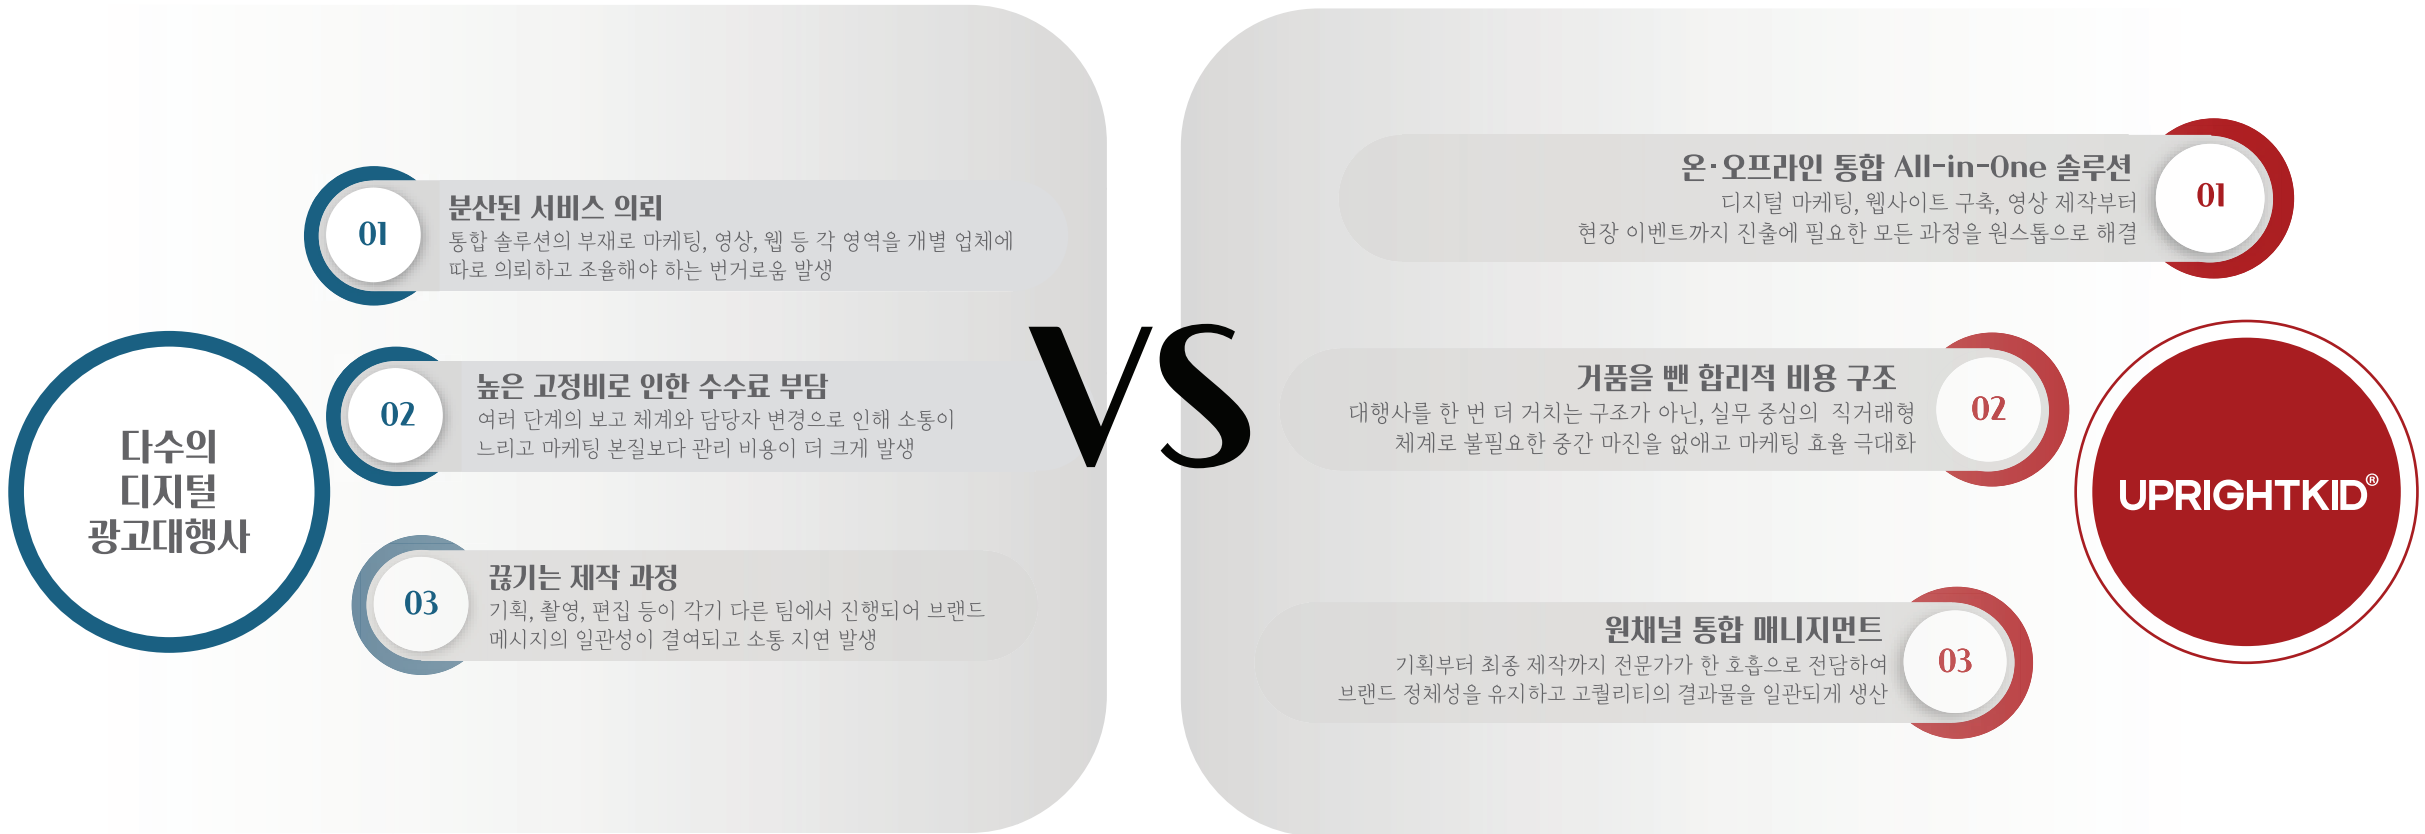 다수의
디지털
광고대행사
01
분산된 서비스 의뢰
통합 솔루션의 부재로 마케팅, 영상, 웹 등 각 영역을 개별 업체에
따로 의뢰하고 조율해야 하는 번거로움 발생
02
높은 고정비로 인한 수수료 부담
여러 단계의 보고 체계와 담당자 변경으로 인해 소통이
느리고 마케팅 본질보다 관리 비용이 더 크게 발생
03
끊기는 제작 과정
기획, 촬영, 편집 등이 각기 다른 팀에서 진행되어 브랜드
메시지의 일관성이 결여되고 소통 지연 발생
VS
온·오프라인 통합 All-in-One 솔루션
디지털 마케팅, 웹사이트 구축, 영상 제작부터
현장 이벤트까지 진출에 필요한 모든 과정을 원스톱으로 해결
01
거품을 뺀 합리적 비용 구조
대행사를 한 번 더 거치는 구조가 아닌, 실무 중심의 직거래형
체계로 불필요한 중간 마진을 없애고 마케팅 효율 극대화
02
원채널 통합 매니지먼트
기획부터 최종 제작까지 전문가가 한 호흡으로 전담하여
브랜드 정체성을 유지하고 고퀄리티의 결과물을 일관되게 생산
03
UPRIGHTKID®